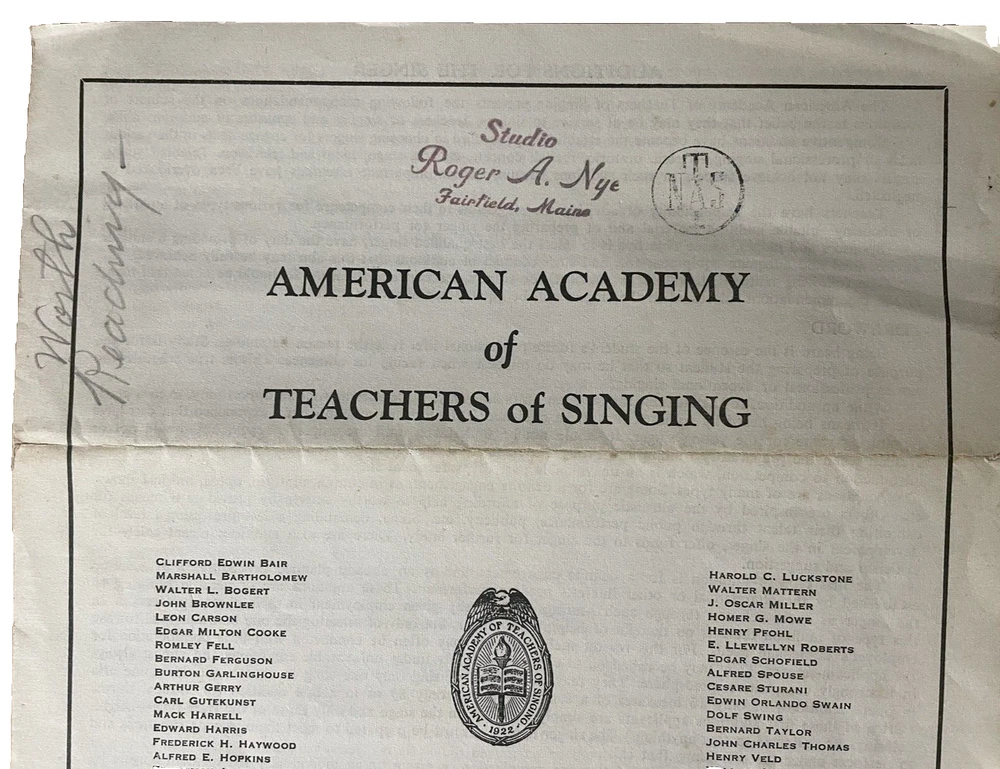 Studio
Roger A. Nye
Fairfield, Maine
NATS
Worth
Reading—
AMERICAN ACADEMY
of
TEACHERS of SINGING
CLIFFORD EDWIN BAIR
MARSHALL BARTHOLOMEW
WALTER L. BOGERT
JOHN BROWNLEE
LEON CARSON
EDGAR MILTON COOKE
ROMLEY FELL
BERNARD FERGUSON
BURTON GARLINGHOUSE
ARTHUR GERRY
CARL GUTEKUNST
MACK HARRELL
EDWARD HARRIS
FREDERICK H. HAYWOOD
ALFRED E. HOPKINS
AMERICAN ACADEMY OF TEACHERS OF SINGING
· 1922 ·
HAROLD C. LUCKSTONE
WALTER MATTERN
J. OSCAR MILLER
HOMER G. MOWE
HENRY PFOHL
E. LLEWELLYN ROBERTS
EDGAR SCHOFIELD
ALFRED SPOUSE
CESARE STURANI
EDWIN ORLANDO SWAIN
DOLF SWING
BERNARD TAYLOR
JOHN CHARLES THOMAS
HENRY VELD